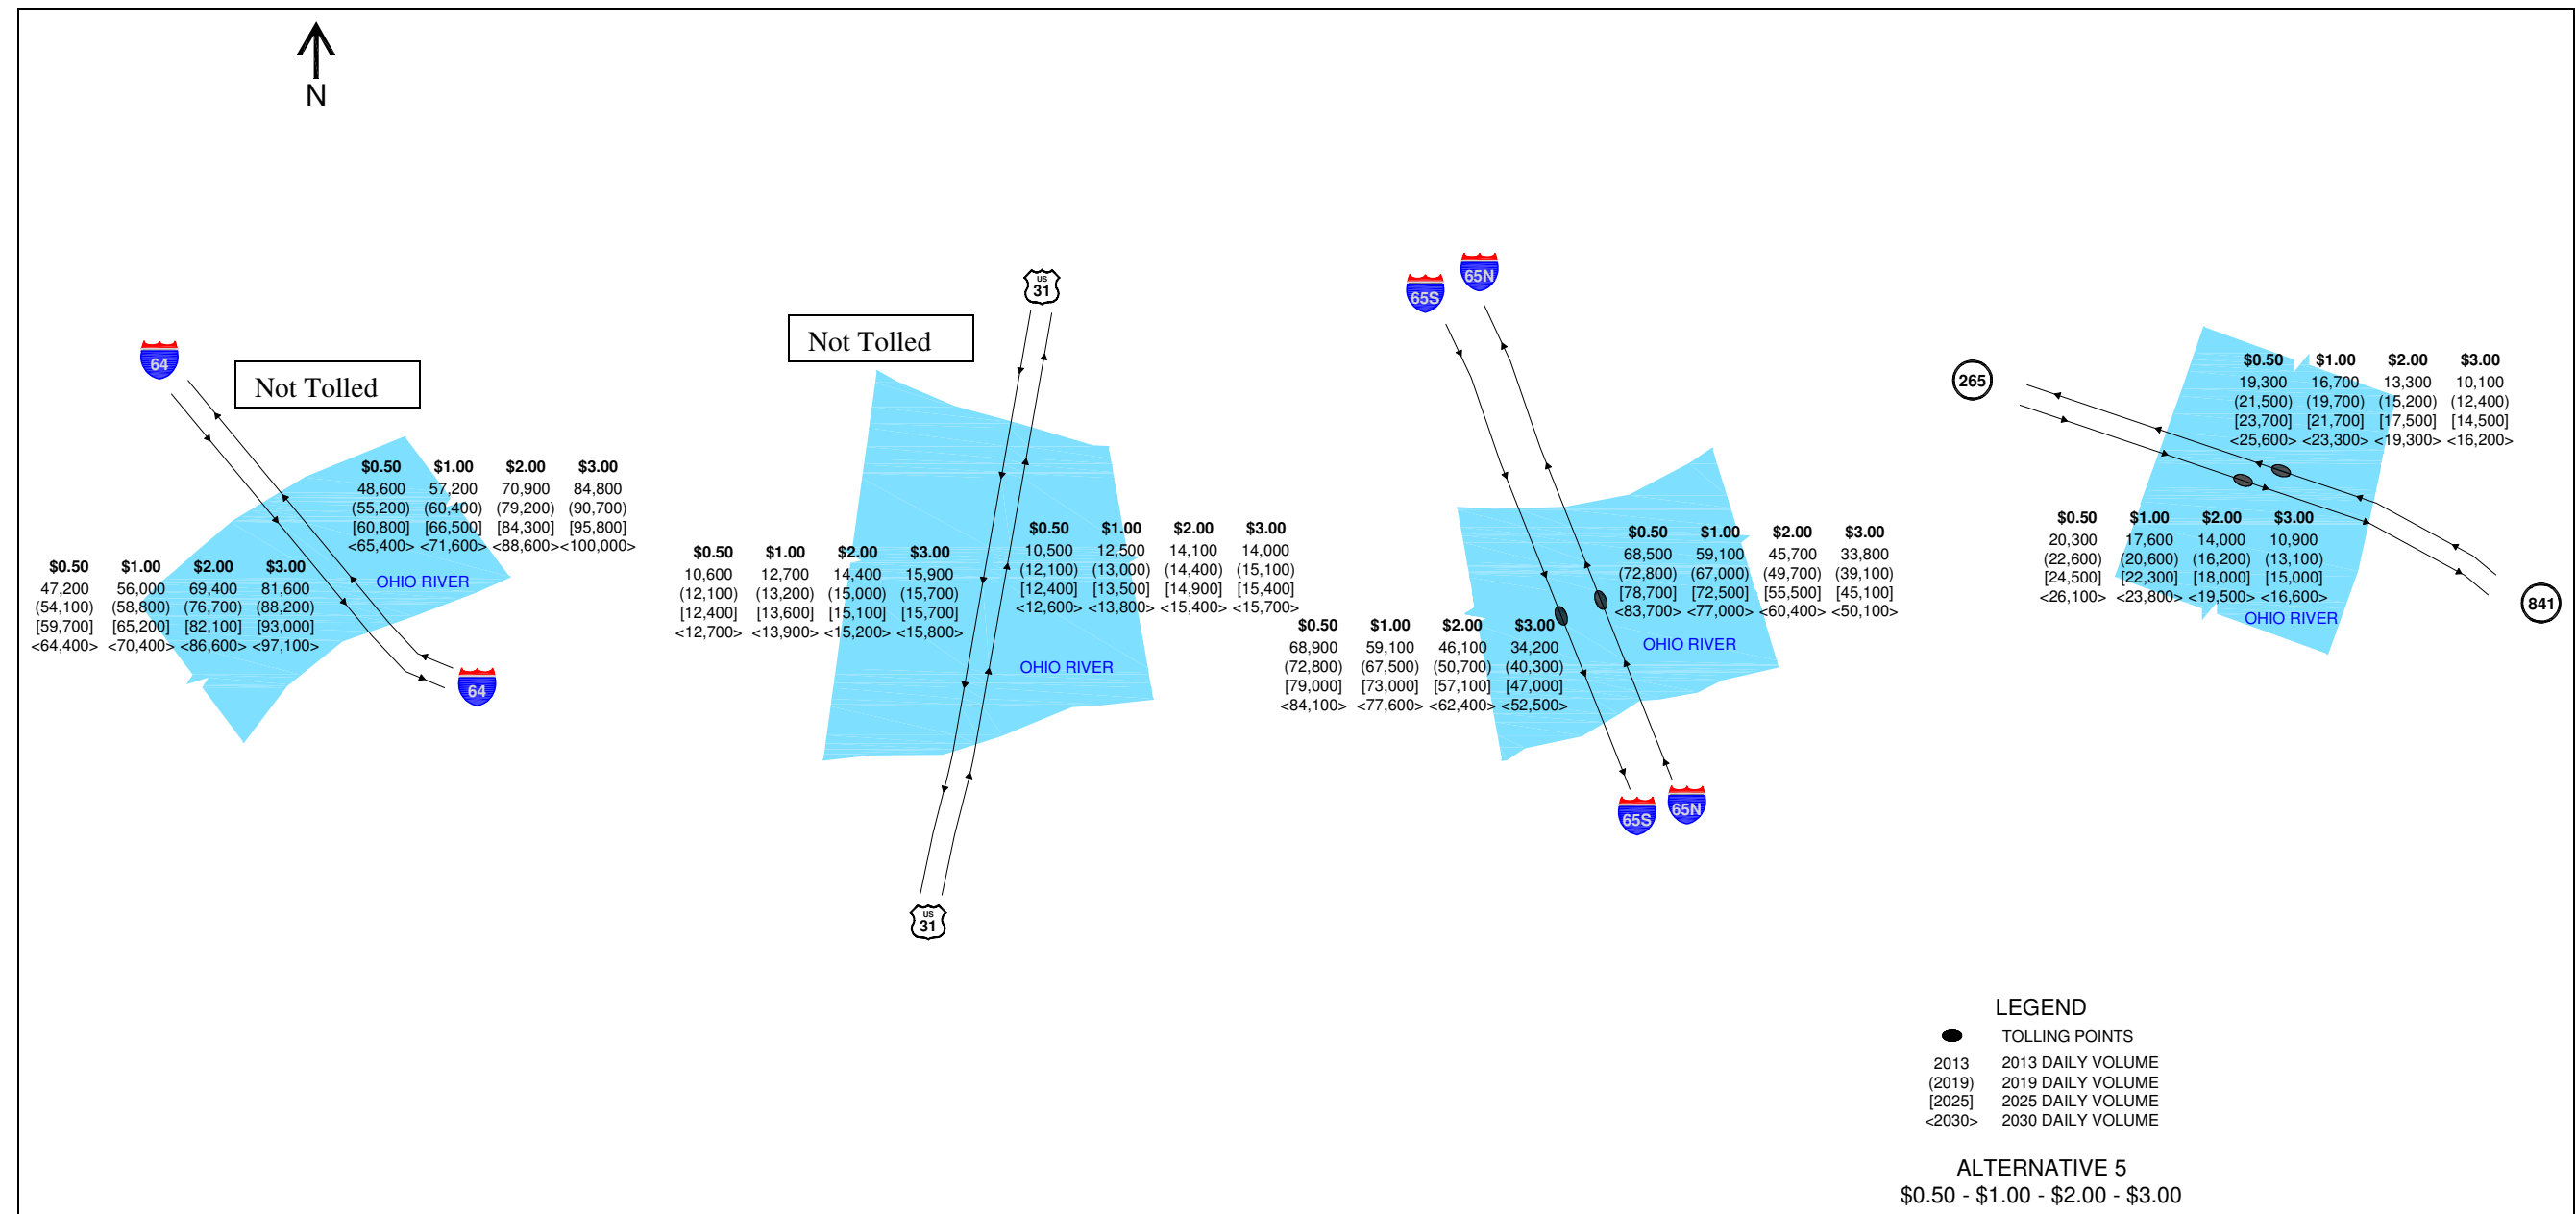 N
64
Not Tolled
$0.50 $1.00 $2.00 $3.00
48,600 57,200 70,900 84,800
(55,200) (60,400) (79,200) (90,700)
[60,800] [66,500] [84,300] [95,800]
<65,400> <71,600> <88,600> <100,000>
OHIO RIVER
$0.50 $1.00 $2.00 $3.00
47,200 56,000 69,400 81,600
(54,100) (58,800) (76,700) (88,200)
[59,700] [65,200] [82,100] [93,000]
<64,400> <70,400> <86,600> <97,100>
64
US
31
Not Tolled
$0.50 $1.00 $2.00 $3.00
10,600 12,700 14,400 15,900
(12,100) (13,200) (15,000) (15,700)
[12,400] [13,600] [15,100] [15,700]
<12,700> <13,900> <15,200> <15,800>
$0.50 $1.00 $2.00 $3.00
10,500 12,500 14,100 14,000
(12,100) (13,000) (14,400) (15,100)
[12,400] [13,500] [14,900] [15,400]
<12,600> <13,800> <15,400> <15,700>
OHIO RIVER
US
31
65S
65N
$0.50 $1.00 $2.00 $3.00
68,500 59,100 45,700 33,800
(72,800) (67,000) (49,700) (39,100)
[78,700] [72,500] [55,500] [45,100]
<83,700> <77,000> <60,400> <50,100>
OHIO RIVER
$0.50 $1.00 $2.00 $3.00
68,900 59,100 46,100 34,200
(72,800) (67,500) (50,700) (40,300)
[79,000] [73,000] [57,100] [47,000]
<84,100> <77,600> <62,400> <52,500>
65S
65N
265
$0.50 $1.00 $2.00 $3.00
19,300 16,700 13,300 10,100
(21,500) (19,700) (15,200) (12,400)
[23,700] [21,700] [17,500] [14,500]
<25,600> <23,300> <19,300> <16,200>
$0.50 $1.00 $2.00 $3.00
20,300 17,600 14,000 10,900
(22,600) (20,600) (16,200) (13,100)
[24,500] [22,300] [18,000] [15,000]
<26,100> <23,800> <19,500> <16,600>
OHIO RIVER
841
LEGEND
TOLLING POINTS
2013 2013 DAILY VOLUME
(2019) 2019 DAILY VOLUME
[2025] 2025 DAILY VOLUME
<2030> 2030 DAILY VOLUME
ALTERNATIVE 5
$0.50 - $1.00 - $2.00 - $3.00